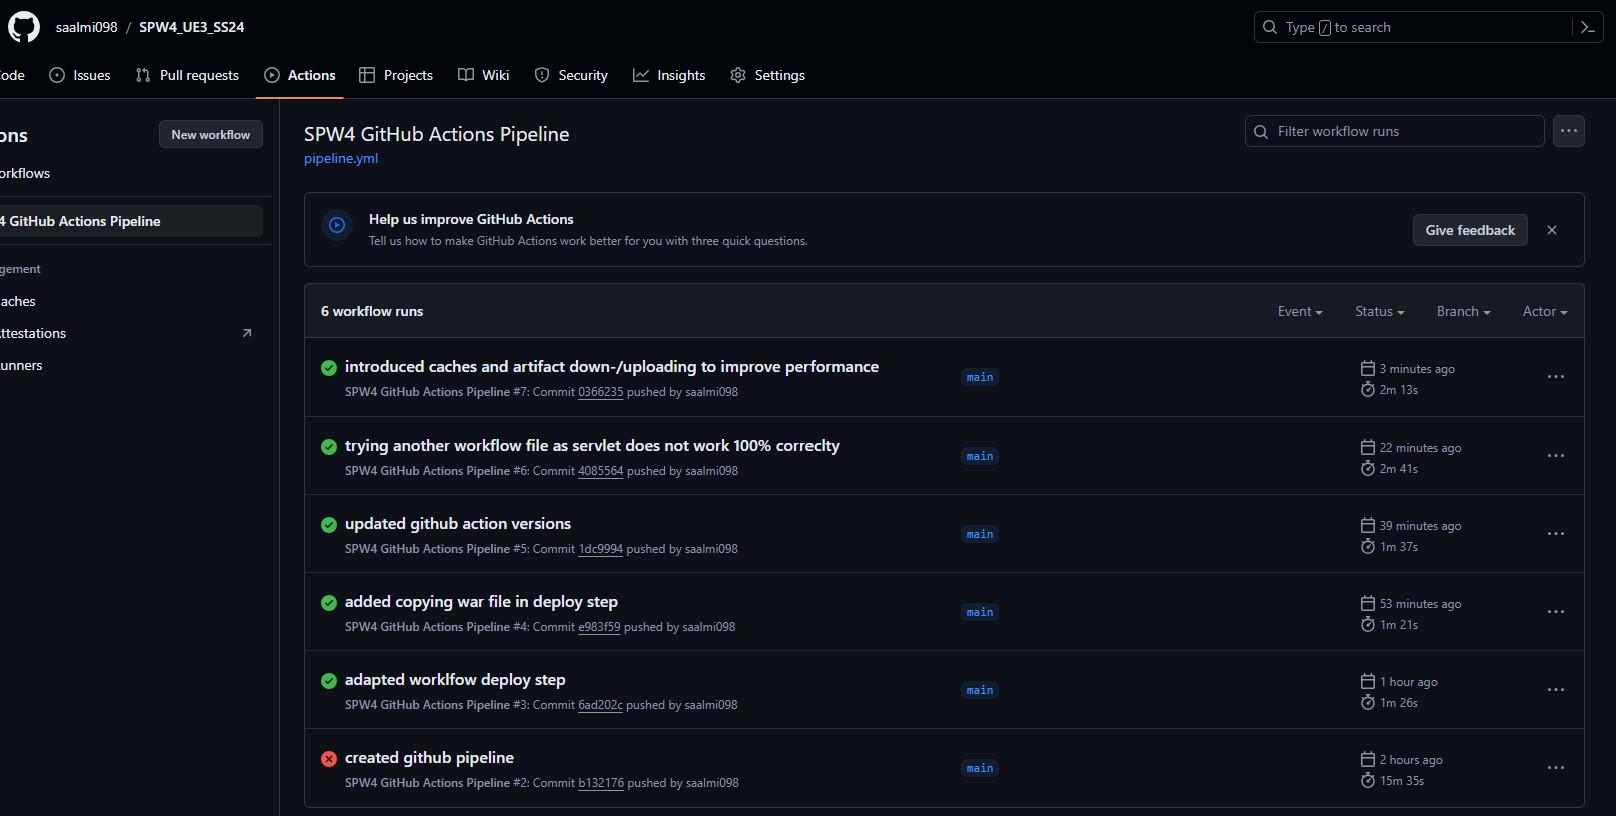 saalmi098 / SPW4_UE3_SS24
Type / to search
ode
Issues
Pull requests
Actions
Projects
Wiki
Security
Insights
Settings
ons
New workflow
orkflows
4 GitHub Actions Pipeline
gement
aches
ttestations
unners
SPW4 GitHub Actions Pipeline
pipeline.yml
Filter workflow runs
Help us improve GitHub Actions
Tell us how to make GitHub Actions work better for you with three quick questions.
Give feedback
6 workflow runs
Event
Status
Branch
Actor
introduced caches and artifact down-/uploading to improve performance
SPW4 GitHub Actions Pipeline #7: Commit 0366235 pushed by saalmi098
main
3 minutes ago
2m 13s
trying another workflow file as servlet does not work 100% correclty
SPW4 GitHub Actions Pipeline #6: Commit 4085564 pushed by saalmi098
main
22 minutes ago
2m 41s
updated github action versions
SPW4 GitHub Actions Pipeline #5: Commit 1dc9994 pushed by saalmi098
main
39 minutes ago
1m 37s
added copying war file in deploy step
SPW4 GitHub Actions Pipeline #4: Commit e983f59 pushed by saalmi098
main
53 minutes ago
1m 21s
adapted worklfow deploy step
SPW4 GitHub Actions Pipeline #3: Commit 6ad202c pushed by saalmi098
main
1 hour ago
1m 26s
created github pipeline
SPW4 GitHub Actions Pipeline #2: Commit b132176 pushed by saalmi098
main
2 hours ago
15m 35s